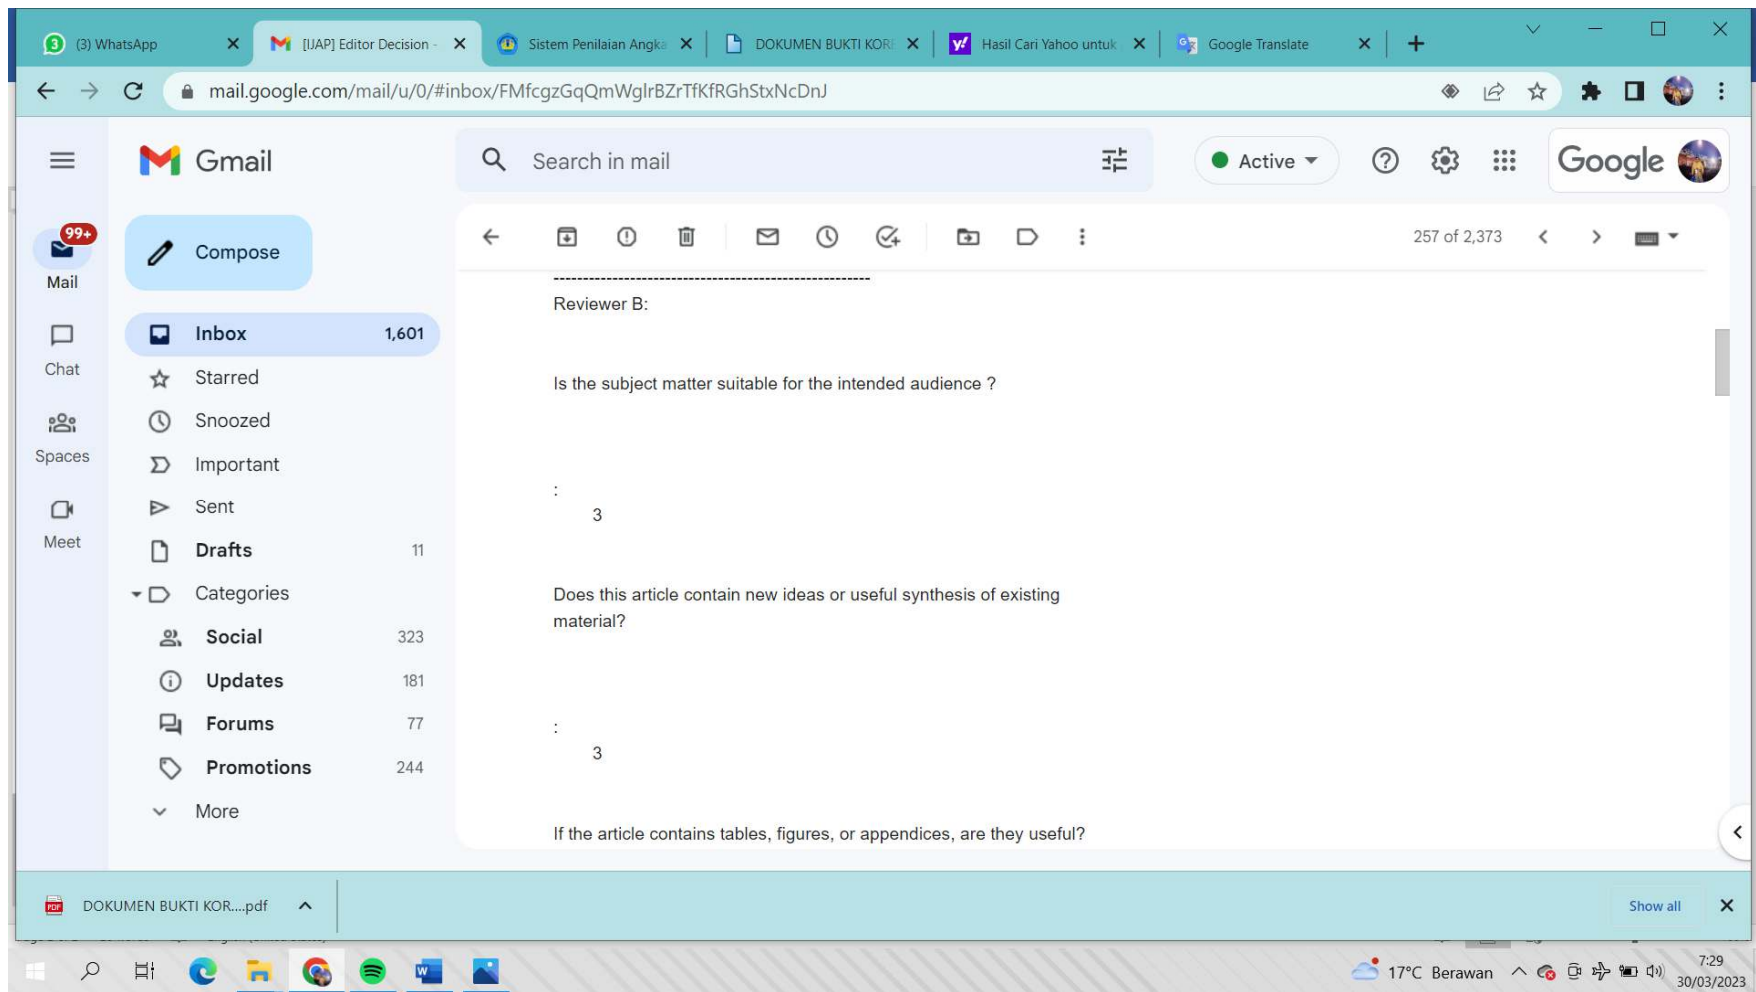 (3) WhatsApp
[IJAP] Editor Decision -
Sistem Penilaian Angka
DOKUMEN BUKTI KOR
Hasil Cari Yahoo untuk
Google Translate
mail.google.com/mail/u/0/#inbox/FMfcgzGqQmWglrBZrTfKfRGhStxNcDnJ
Gmail
Search in mail
Active
Google
99+
Mail
Chat
Spaces
Meet
Compose
Inbox 1,601
Starred
Snoozed
Important
Sent
Drafts 11
Categories
Social 323
Updates 181
Forums 77
Promotions 244
More
257 of 2,373
Reviewer B:
Is the subject matter suitable for the intended audience ?
:
3
Does this article contain new ideas or useful synthesis of existing
material?
:
3
If the article contains tables, figures, or appendices, are they useful?
DOKUMEN BUKTI KOR....pdf
Show all
17°C Berawan
7:29
30/03/2023